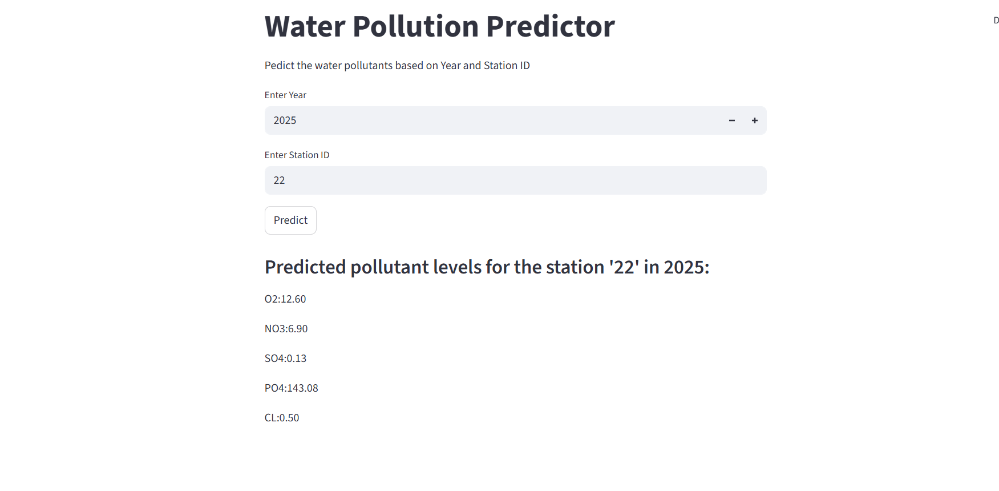 Water Pollution Predictor
D
Pedict the water pollutants based on Year and Station ID
Enter Year
2025
Enter Station ID
22
Predict
Predicted pollutant levels for the station '22' in 2025:
O2:12.60
NO3:6.90
SO4:0.13
PO4:143.08
CL:0.50